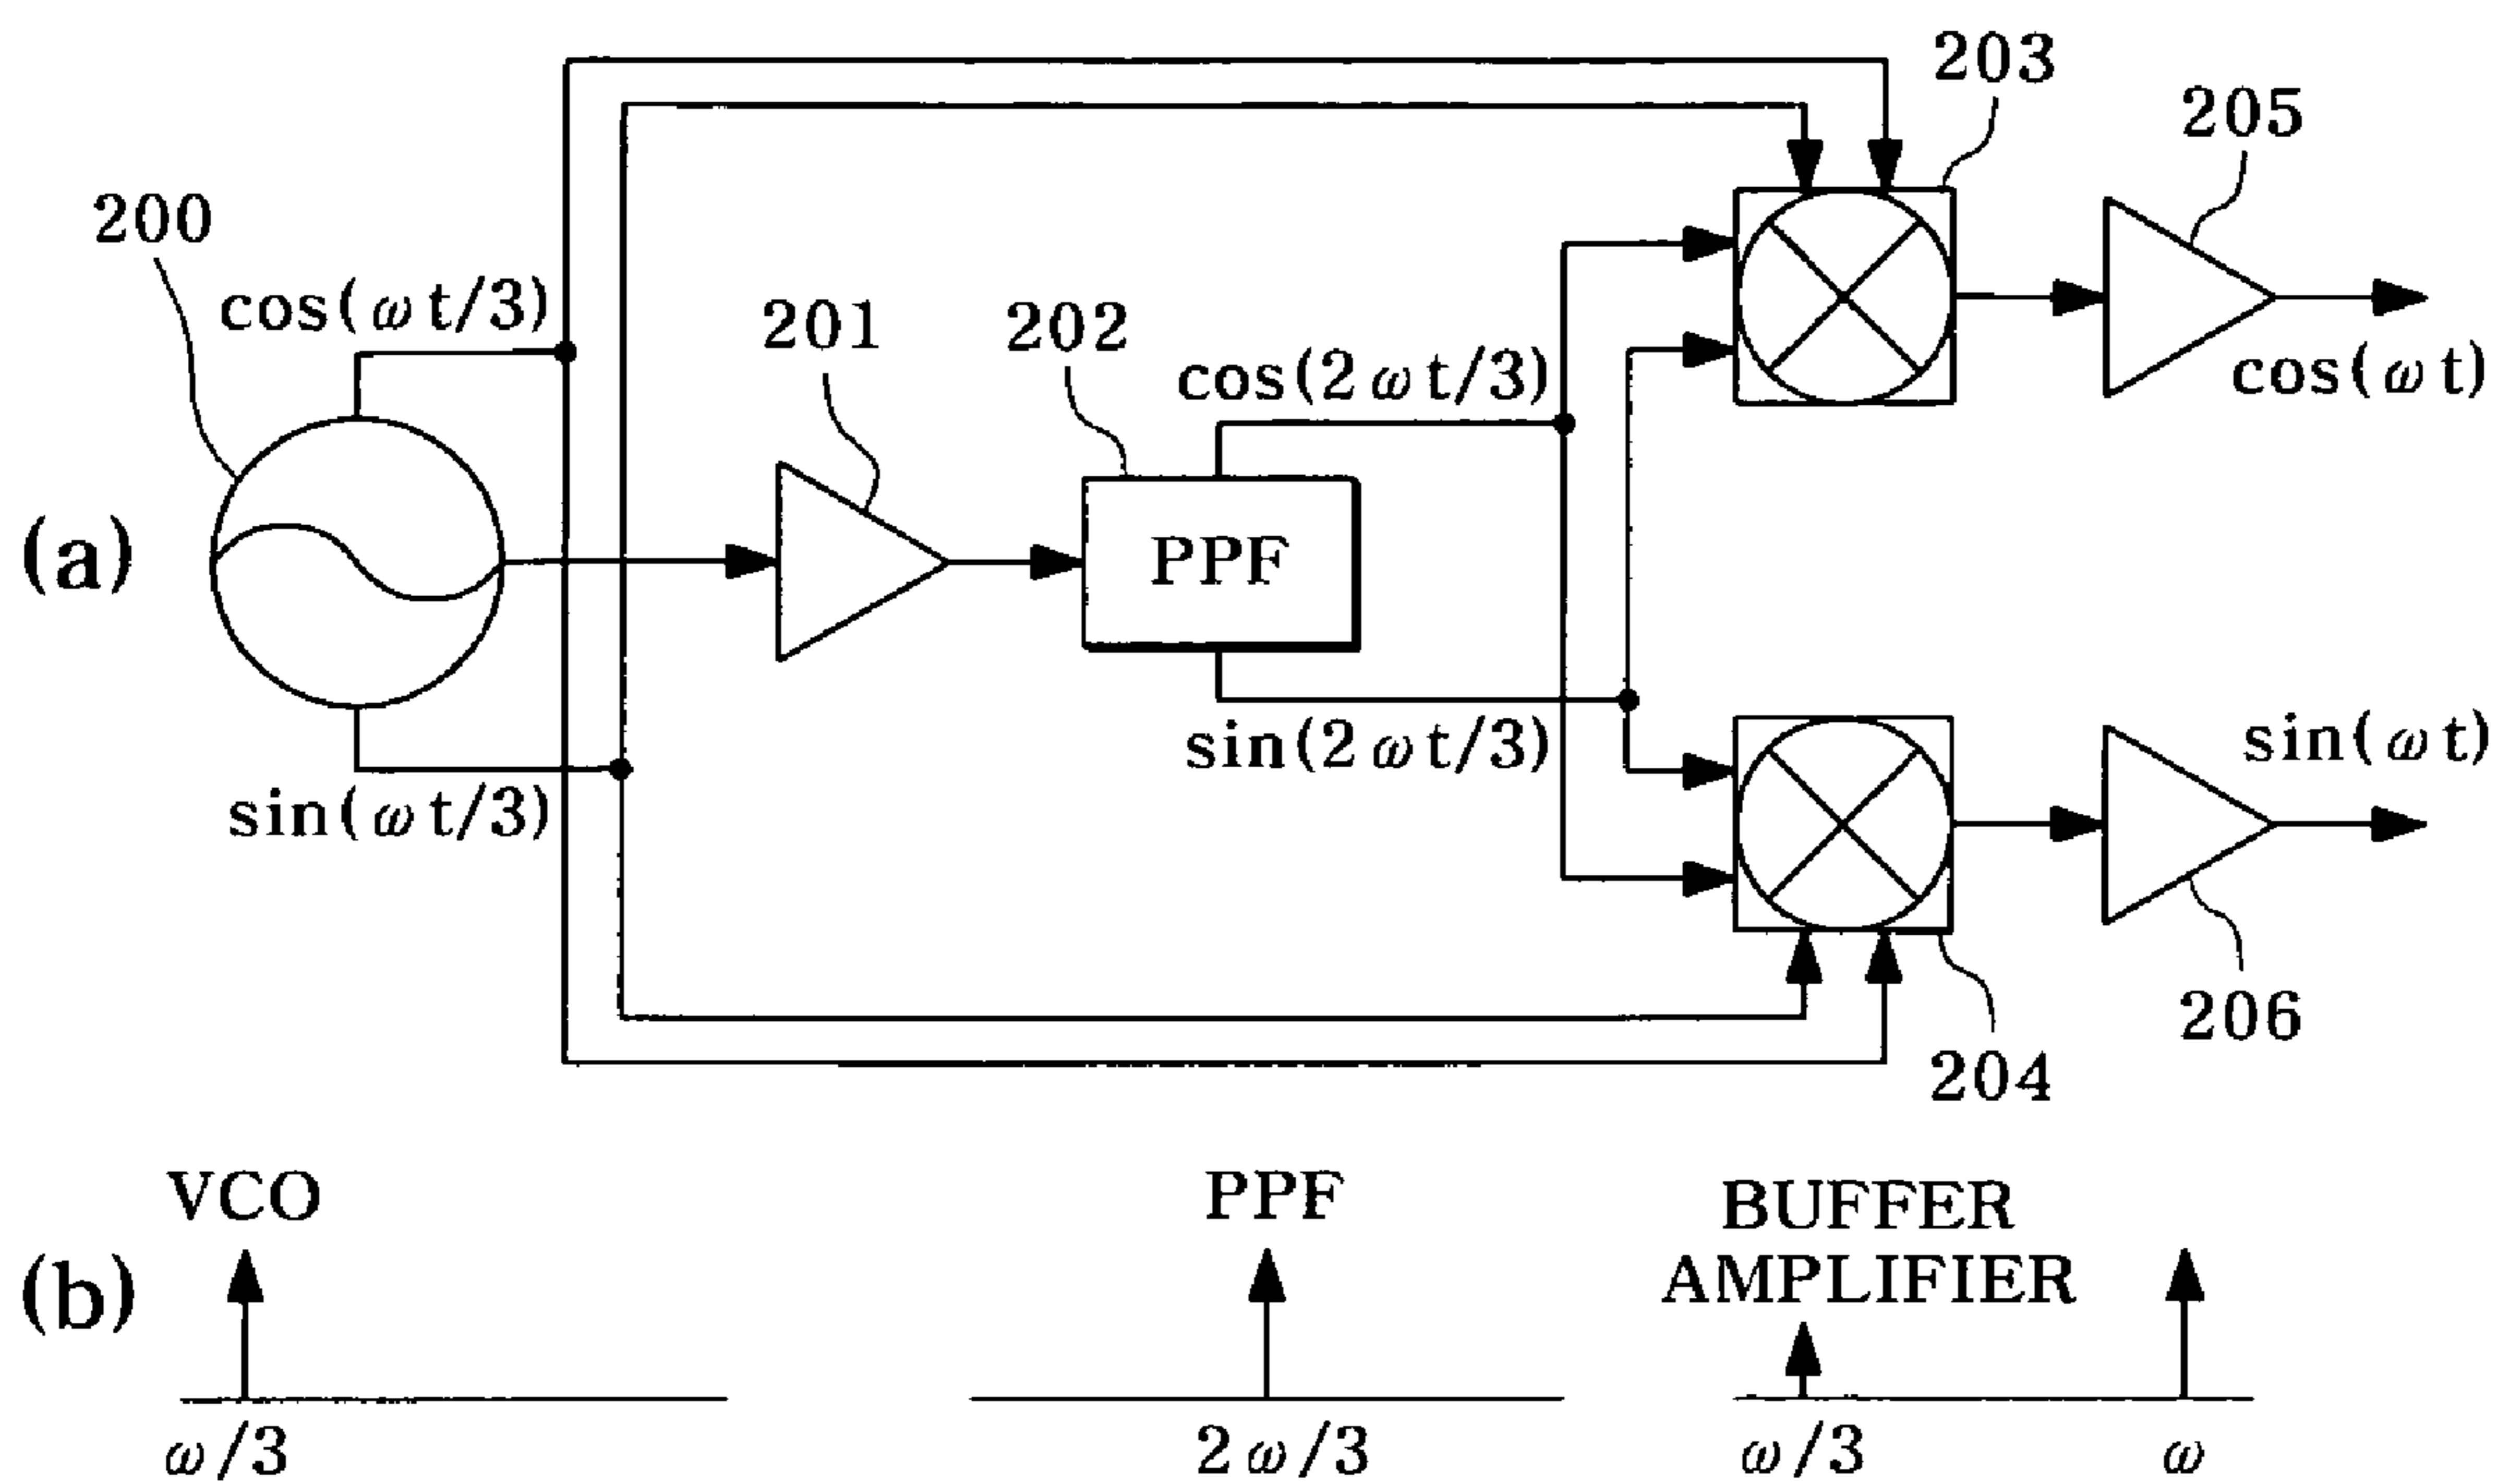 203
205
200
cos(ωt/3)
201
202
cos(2ωt/3)
cos(ωt)
(a)
PPF
sin(2ωt/3)
sin(ωt)
sin(ωt/3)
206
204
VCO
PPF
BUFFER
AMPLIFIER
(b)
ω/3
2ω/3
ω/3
ω